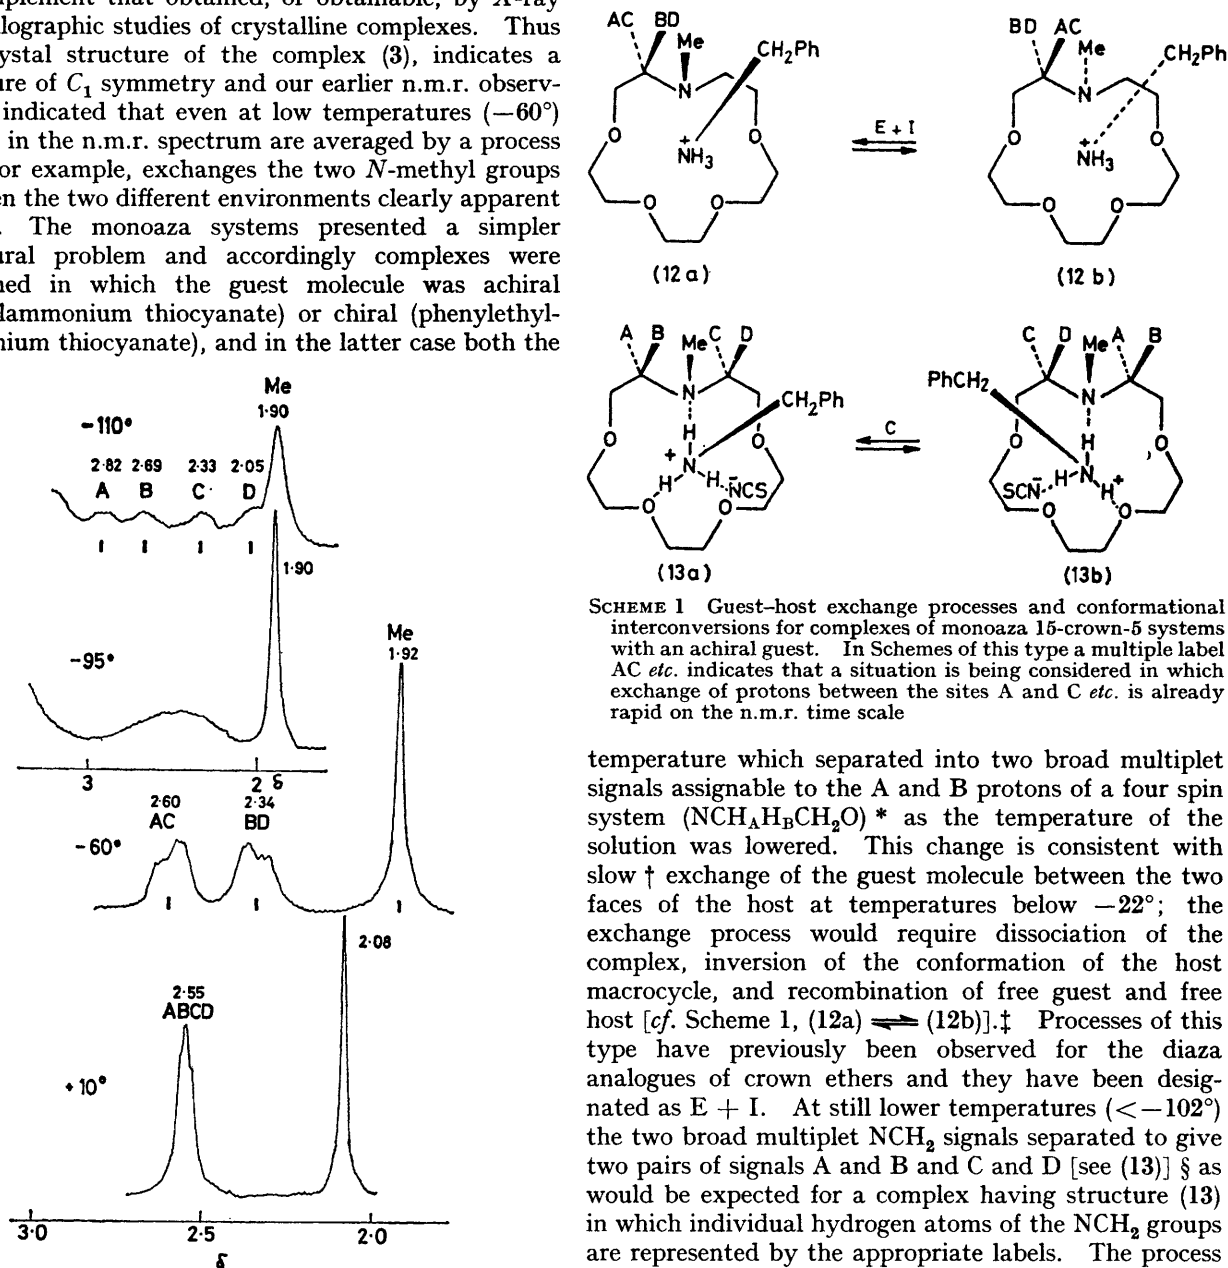 plement that obtained, or obtainable, by X-ray
lographic studies of crystalline complexes. Thus
ystal structure of the complex (3), indicates a
ure of C₁ symmetry and our earlier n.m.r. observ-
indicated that even at low temperatures (−60°)
in the n.m.r. spectrum are averaged by a process
or example, exchanges the two N-methyl groups
en the two different environments clearly apparent
. The monoaza systems presented a simpler
ural problem and accordingly complexes were
ned in which the guest molecule was achiral
lammonium thiocyanate) or chiral (phenylethyl-
nium thiocyanate), and in the latter case both the
Me
1·90
−110°
2·82 2·69 2·33 2·05
A B C D
1·90
−95°
3 2 δ
Me
1·92
2·60 2·34
AC BD
−60°
2·08
2·55
ABCD
+10°
3·0 2·5 2·0
δ
AC BD
Me
CH₂Ph
N
O O
+
NH₃
O O
(12a)
E + I
BD AC
Me
CH₂Ph
N
O O
+
NH₃
O O
(12b)
A B Me C D
N
CH₂Ph
O H O
+
N
H H
O NCS
−
(13a)
C
C D Me A B
PhCH₂
N
O H O
N
SCN− H H +
O O
(13b)
SCHEME 1 Guest–host exchange processes and conformational
interconversions for complexes of monoaza 15-crown-5 systems
with an achiral guest. In Schemes of this type a multiple label
AC etc. indicates that a situation is being considered in which
exchange of protons between the sites A and C etc. is already
rapid on the n.m.r. time scale
temperature which separated into two broad multiplet
signals assignable to the A and B protons of a four spin
system (NCH_AH_BCH₂O) * as the temperature of the
solution was lowered. This change is consistent with
slow † exchange of the guest molecule between the two
faces of the host at temperatures below −22°; the
exchange process would require dissociation of the
complex, inversion of the conformation of the host
macrocycle, and recombination of free guest and free
host [cf. Scheme 1, (12a) ⇌ (12b)].‡ Processes of this
type have previously been observed for the diaza
analogues of crown ethers and they have been desig-
nated as E + I. At still lower temperatures (<−102°)
the two broad multiplet NCH₂ signals separated to give
two pairs of signals A and B and C and D [see (13)] § as
would be expected for a complex having structure (13)
in which individual hydrogen atoms of the NCH₂ groups
are represented by the appropriate labels. The process